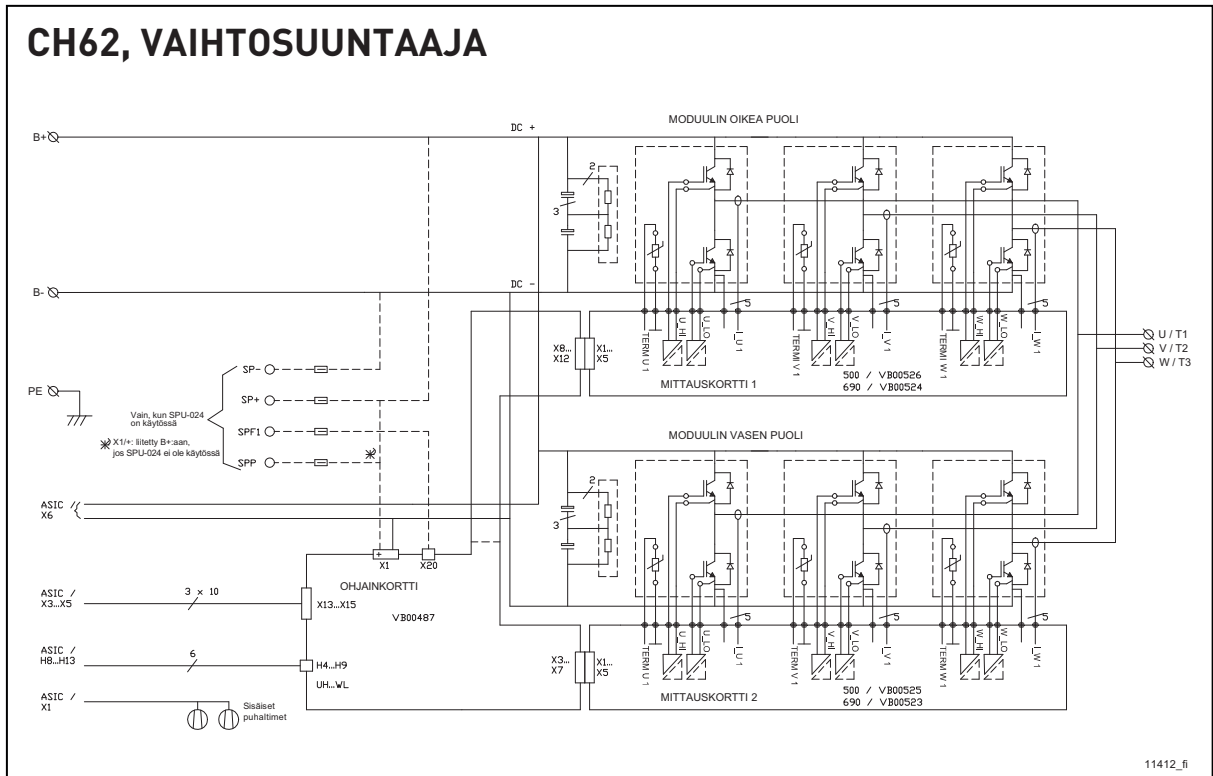 CH62, VAIHTOSUUNTAAJA
MODUULIN OIKEA PUOLI
B+
DC +
2
3
B-
DC -
5 5 5
TERM U 1
U_HI
U_LO
I_U 1
TERMI V 1
V_HI
V_LO
I_V 1
TERMI W 1
W_HI
W_LO
I_W 1
X8...
X12
X1...
X5
MITTAUSKORTTI 1
500 / VB00526
690 / VB00524
U / T1
V / T2
W / T3
PE
SP-
SP+
SPF1
SPP
Vain, kun SPU-024
on käytössä
X1/+: liitetty B+:aan,
jos SPU-024 ei ole käytössä
MODUULIN VASEN PUOLI
2
3
ASIC //
X6
+
X1
X20
OHJAINKORTTI
VB00487
ASIC /
X3...X5
3 x 10
X13...X15
ASIC /
H8...H13
6
H4...H9
UH...WL
ASIC /
X1
Sisäiset
puhaltimet
5 5 5
TERM U 1
U_HI
U_LO
I_U 1
TERM V 1
V_HI
V_LO
I_V 1
TERM W 1
W_HI
W_LO
I_W 1
X3...
X7
X1...
X5
MITTAUSKORTTI 2
500 / VB00525
690 / VB00523
11412_fi